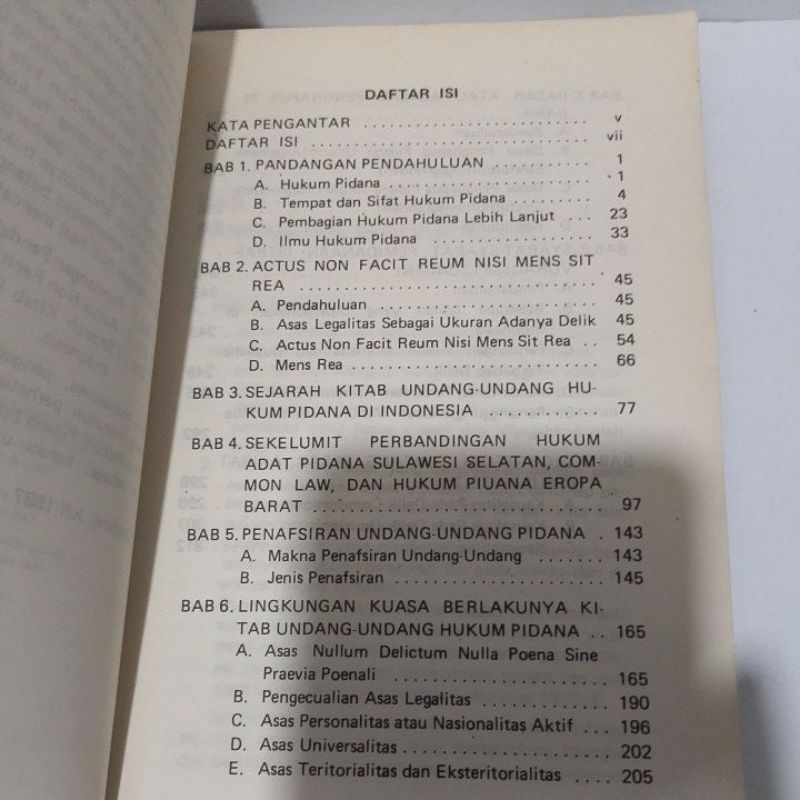 DAFTAR ISI
KATA PENGANTAR .......................... v
DAFTAR ISI ................................ vii
BAB 1. PANDANGAN PENDAHULUAN ........... 1
A. Hukum Pidana ...................... 1
B. Tempat dan Sifat Hukum Pidana ......... 4
C. Pembagian Hukum Pidana Lebih Lanjut ... 23
D. Ilmu Hukum Pidana .................. 33
BAB 2. ACTUS NON FACIT REUM NISI MENS SIT
REA ................................ 45
A. Pendahuluan ........................ 45
B. Asas Legalitas Sebagai Ukuran Adanya Delik 45
C. Actus Non Facit Reum Nisi Mens Sit Rea .. 54
D. Mens Rea .......................... 66
BAB 3. SEJARAH KITAB UNDANG-UNDANG HU-
KUM PIDANA DI INDONESIA ............ 77
BAB 4. SEKELUMIT PERBANDINGAN HUKUM
ADAT PIDANA SULAWESI SELATAN, COM-
MON LAW, DAN HUKUM PIUANA EROPA
BARAT .............................. 97
BAB 5. PENAFSIRAN UNDANG-UNDANG PIDANA . 143
A. Makna Penafsiran Undang-Undang ....... 143
B. Jenis Penafsiran ..................... 145
BAB 6. LINGKUNGAN KUASA BERLAKUNYA KI-
TAB UNDANG-UNDANG HUKUM PIDANA .. 165
A. Asas Nullum Delictum Nulla Poena Sine
Praevia Poenali ...................... 165
B. Pengecualian Asas Legalitas ............ 190
C. Asas Personalitas atau Nasionalitas Aktif ... 196
D. Asas Universalitas ..................... 202
E. Asas Teritorialitas dan Eksteritorialitas .... 205